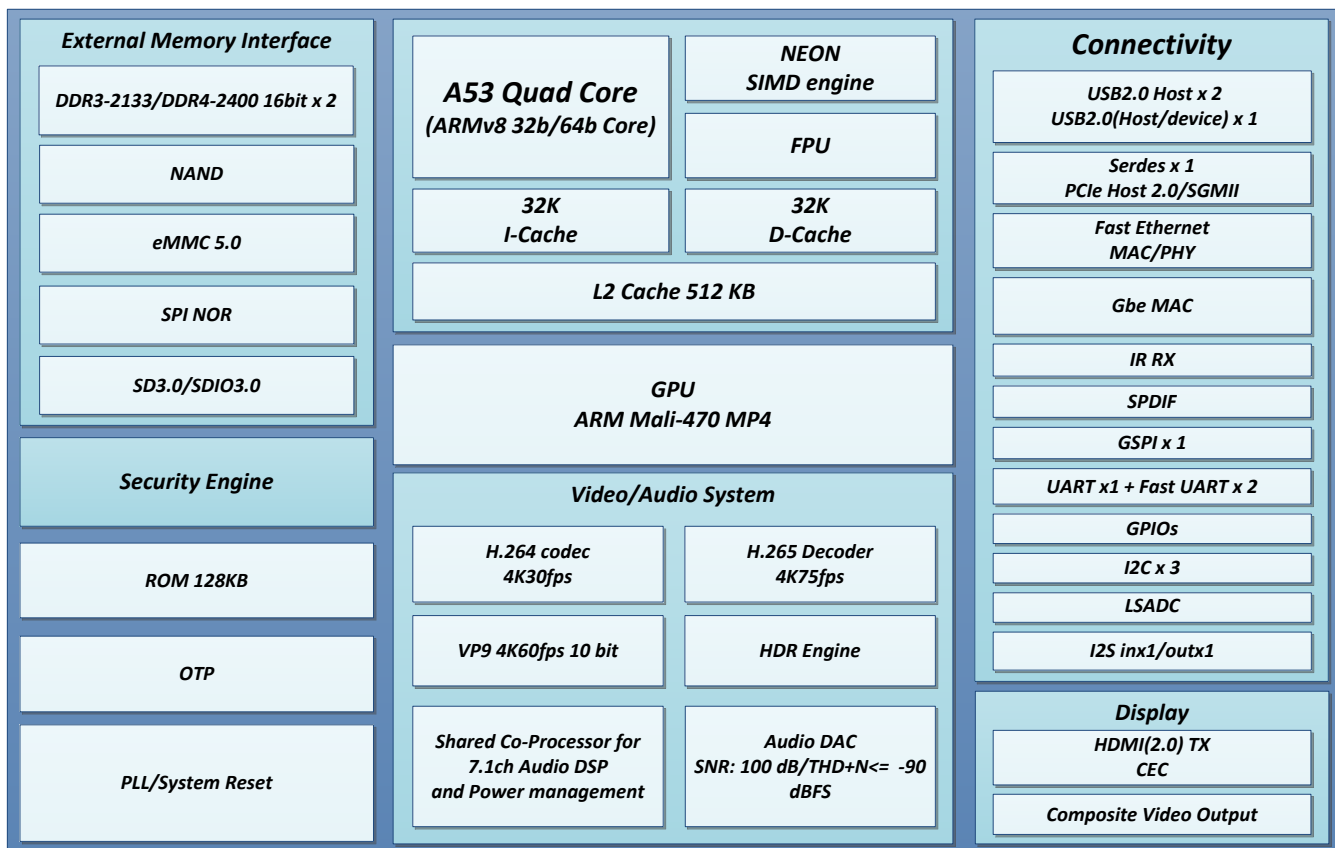 External Memory Interface
DDR3-2133/DDR4-2400 16bit x 2
NAND
eMMC 5.0
SPI NOR
SD3.0/SDIO3.0
Security Engine
ROM 128KB
OTP
PLL/System Reset
A53 Quad Core
(ARMv8 32b/64b Core)
NEON
SIMD engine
FPU
32K
I-Cache
32K
D-Cache
L2 Cache 512 KB
GPU
ARM Mali-470 MP4
Video/Audio System
H.264 codec
4K30fps
H.265 Decoder
4K75fps
VP9 4K60fps 10 bit
HDR Engine
Shared Co-Processor for
7.1ch Audio DSP
and Power management
Audio DAC
SNR: 100 dB/THD+N<= -90
dBFS
Connectivity
USB2.0 Host x 2
USB2.0(Host/device) x 1
Serdes x 1
PCIe Host 2.0/SGMII
Fast Ethernet
MAC/PHY
Gbe MAC
IR RX
SPDIF
GSPI x 1
UART x1 + Fast UART x 2
GPIOs
I2C x 3
LSADC
I2S inx1/outx1
Display
HDMI(2.0) TX
CEC
Composite Video Output